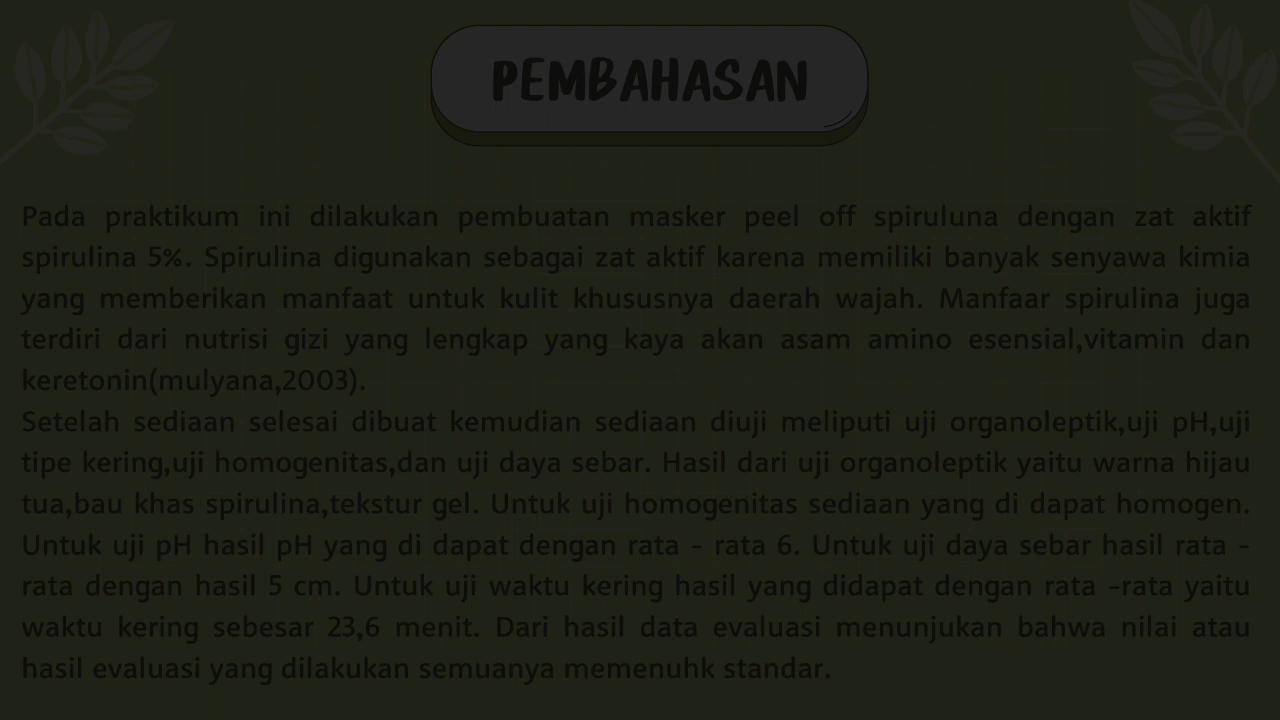 PEMBAHASAN
Pada praktikum ini dilakukan pembuatan masker peel off spiruluna dengan zat aktif
spirulina 5%. Spirulina digunakan sebagai zat aktif karena memiliki banyak senyawa kimia
yang memberikan manfaat untuk kulit khususnya daerah wajah. Manfaar spirulina juga
terdiri dari nutrisi gizi yang lengkap yang kaya akan asam amino esensial,vitamin dan
keretonin(mulyana,2003).
Setelah sediaan selesai dibuat kemudian sediaan diuji meliputi uji organoleptik,uji pH,uji
tipe kering,uji homogenitas,dan uji daya sebar. Hasil dari uji organoleptik yaitu warna hijau
tua,bau khas spirulina,tekstur gel. Untuk uji homogenitas sediaan yang di dapat homogen.
Untuk uji pH hasil pH yang di dapat dengan rata - rata 6. Untuk uji daya sebar hasil rata -
rata dengan hasil 5 cm. Untuk uji waktu kering hasil yang didapat dengan rata -rata yaitu
waktu kering sebesar 23,6 menit. Dari hasil data evaluasi menunjukan bahwa nilai atau
hasil evaluasi yang dilakukan semuanya memenuhk standar.